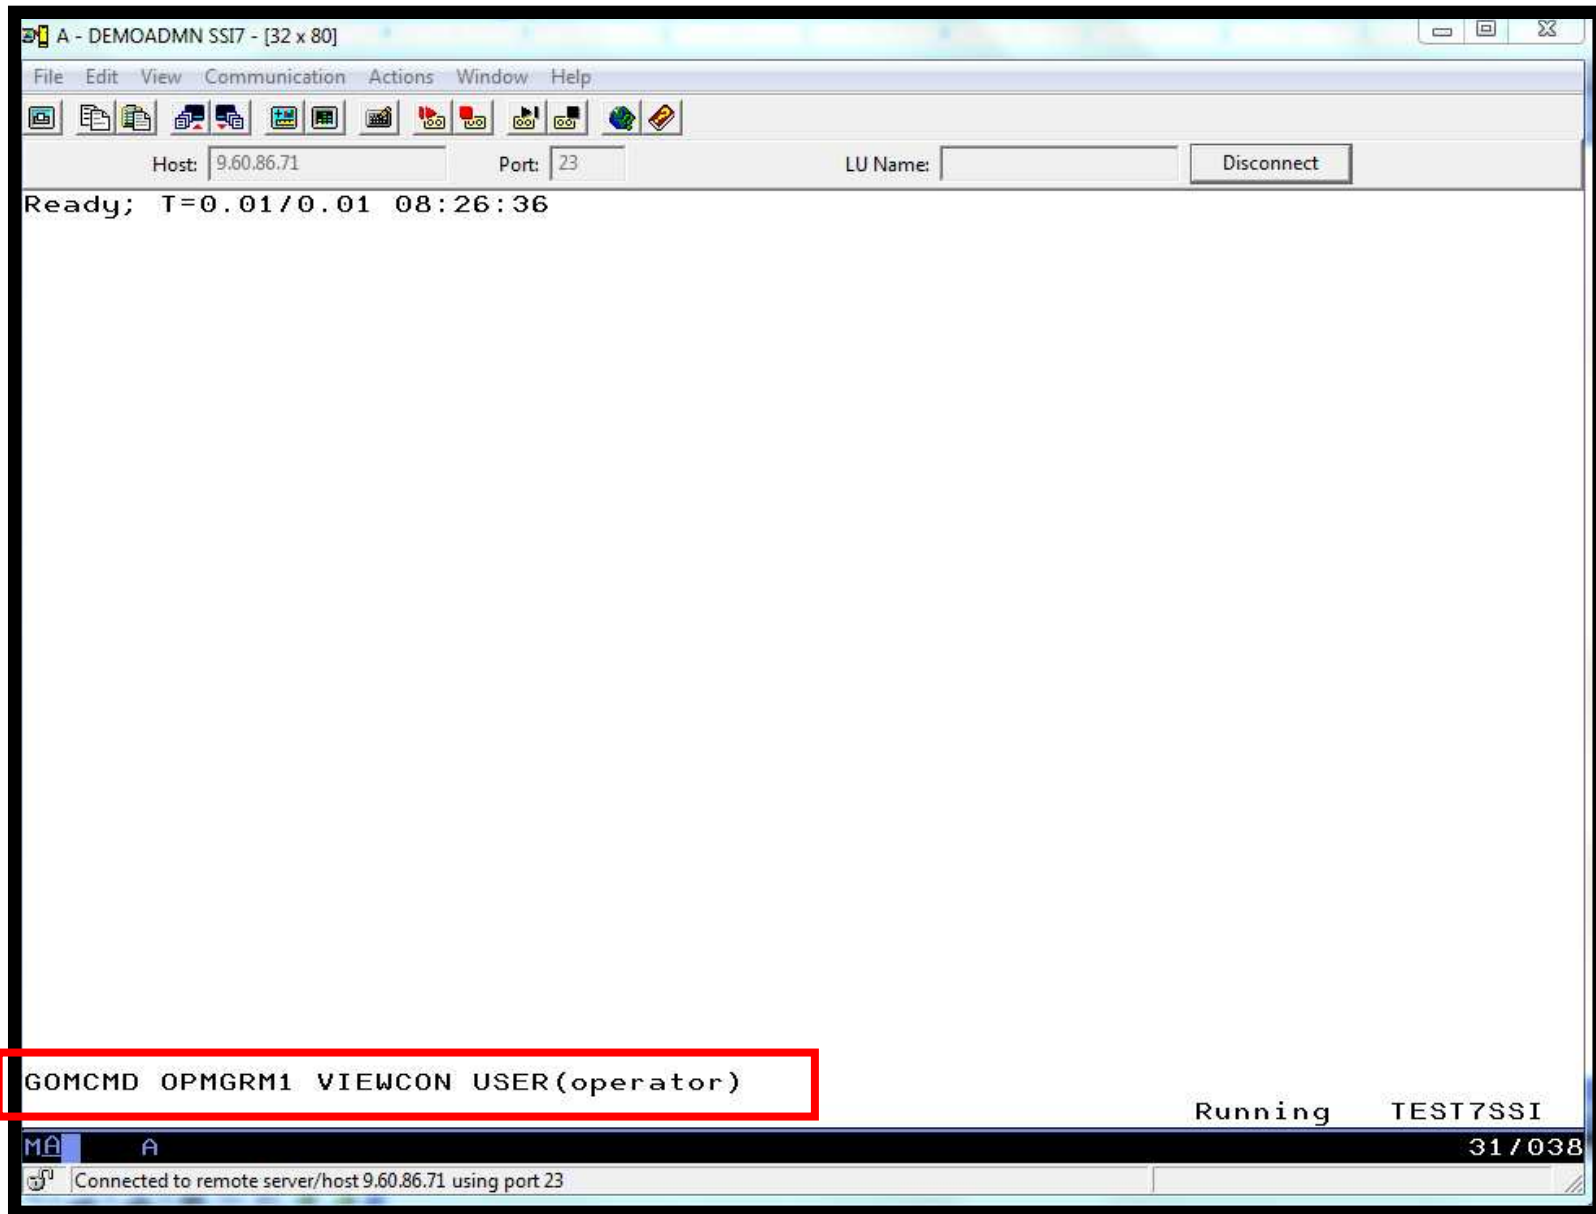 A - DEMOADMN SSI7 - [32 x 80]
File Edit View Communication Actions Window Help
Host: 9.60.86.71 Port: 23 LU Name: Disconnect
Ready; T=0.01/0.01 08:26:36
GOMCMD OPMGRM1 VIEWCON USER(operator)
Running TEST7SSI
MA A 31/038
Connected to remote server/host 9.60.86.71 using port 23